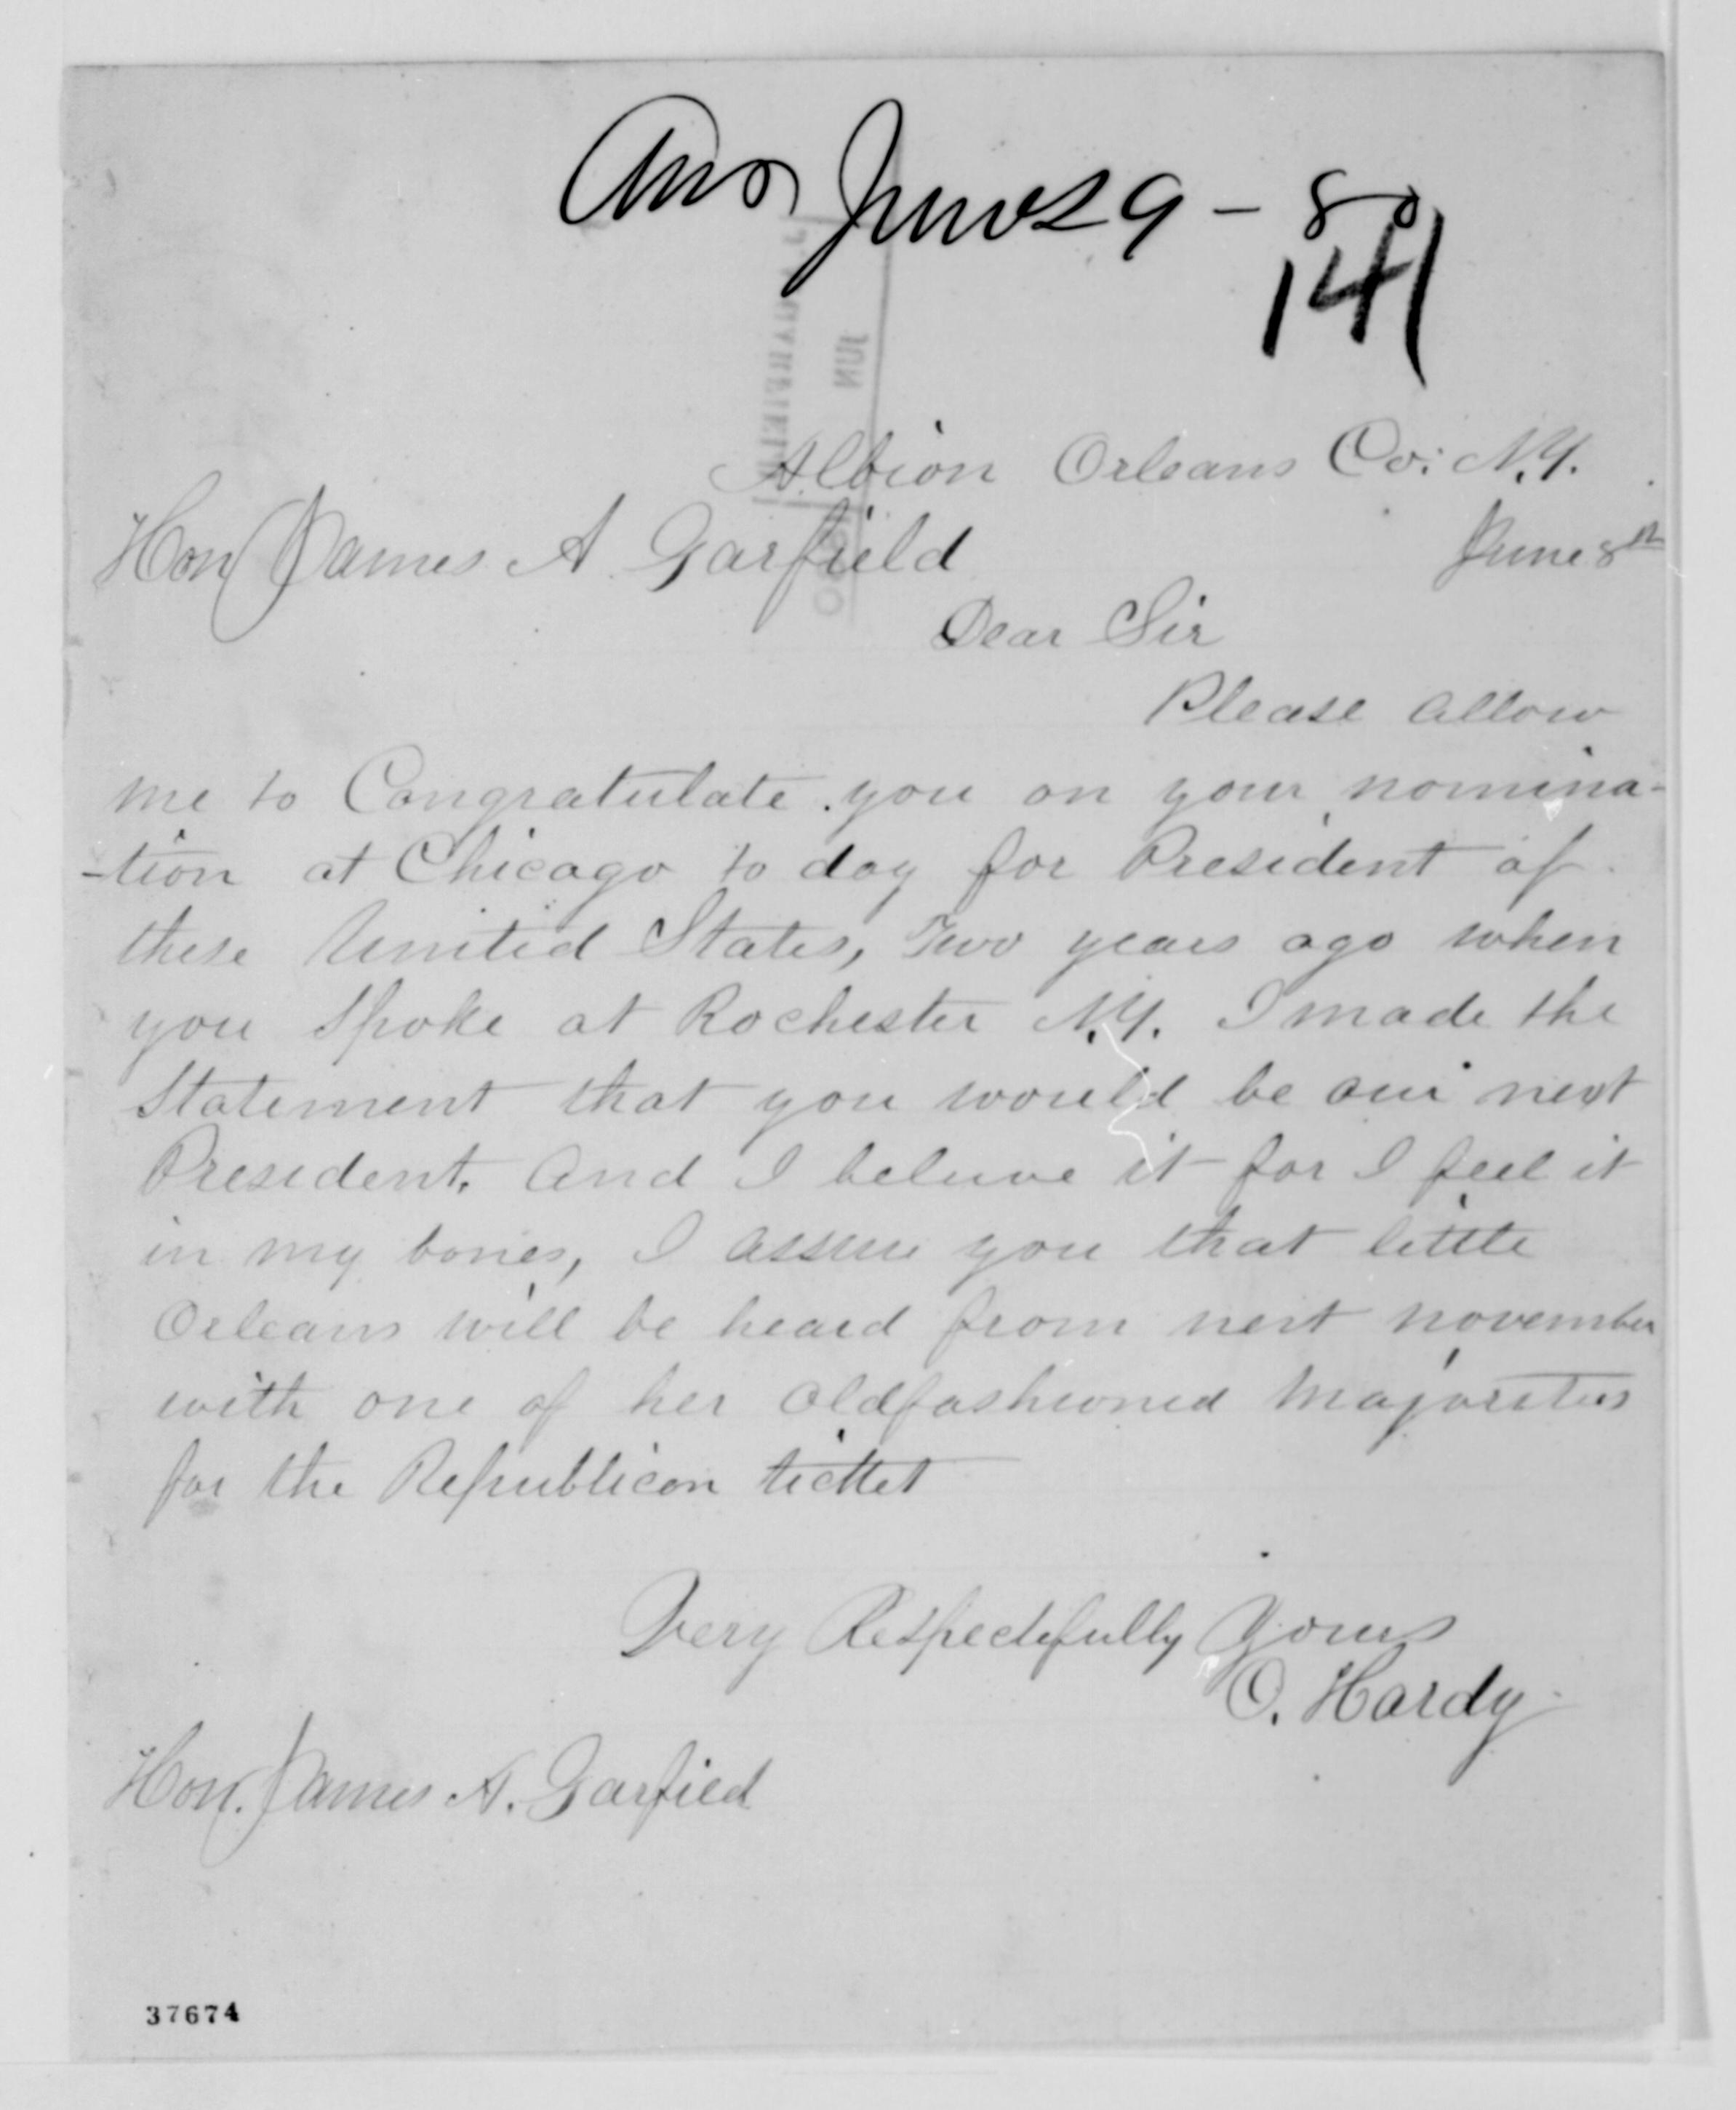 Ans June 29 - 80
141
Albion Orleans Co: N.Y.
June 8th
Hon James A Garfield
Dear Sir
Please allow
me to Congratulate you on your nomina-
-tion at Chicago to day for President of
these United States, Two years ago when
you Spoke at Rochester N.Y. I made the
Statement that you would be our next
President. And I beleive it for I feel it
in my bones, I assure you that little
Orleans will be heard from next november
with one of her oldfashioned Majorities
for the Republican ticket
Very Respectfully Yours
O. Hardy
Hon. James A. Garfield
37674